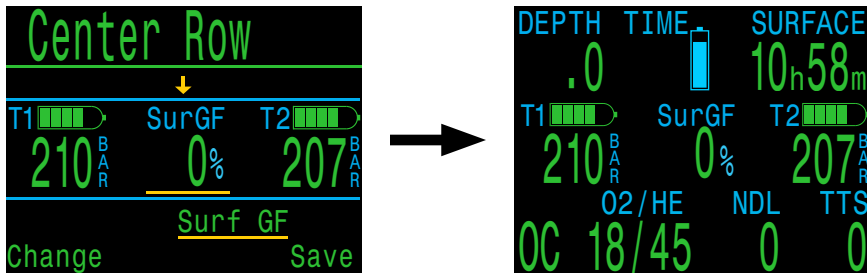 Center Row
T1 SurGF T2
210 BAR 0% 207 BAR
Surf GF
Change Save
DEPTH TIME SURFACE
.0 10h58m
T1 SurGF T2
210 BAR 0% 207 BAR
O2/HE NDL TTS
OC 18/45 0 0